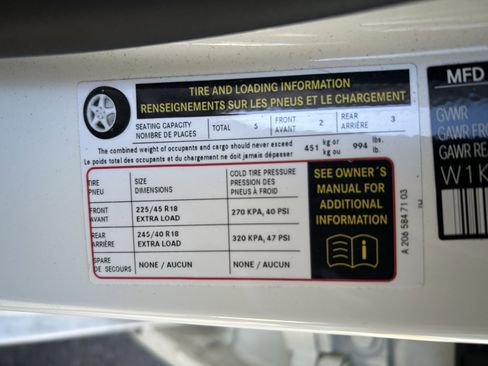 TIRE AND LOADING INFORMATION
RENSEIGNEMENTS SUR LES PNEUS ET LE CHARGEMENT
SEATING CAPACITY
NOMBRE DE PLACES
TOTAL 5
FRONT
AVANT 2
REAR
ARRIÈRE 3
The combined weight of occupants and cargo should never exceed
Le poids total des occupants et du chargement ne doit jamais dépasser
451 kg or 994 lbs.
kg ou lb.
TIRE
PNEU
SIZE
DIMENSIONS
COLD TIRE PRESSURE
PRESSION DES
PNEUS À FROID
FRONT
AVANT
225/45 R18
EXTRA LOAD
270 KPA, 40 PSI
REAR
ARRIÈRE
245/40 R18
EXTRA LOAD
320 KPA, 47 PSI
SPARE
DE SECOURS
NONE / AUCUN
NONE / AUCUN
SEE OWNER´S
MANUAL FOR
ADDITIONAL
INFORMATION
A 206 584 71 03
MFD
GVWR
GAWR FRO
GAWR REA
W1K